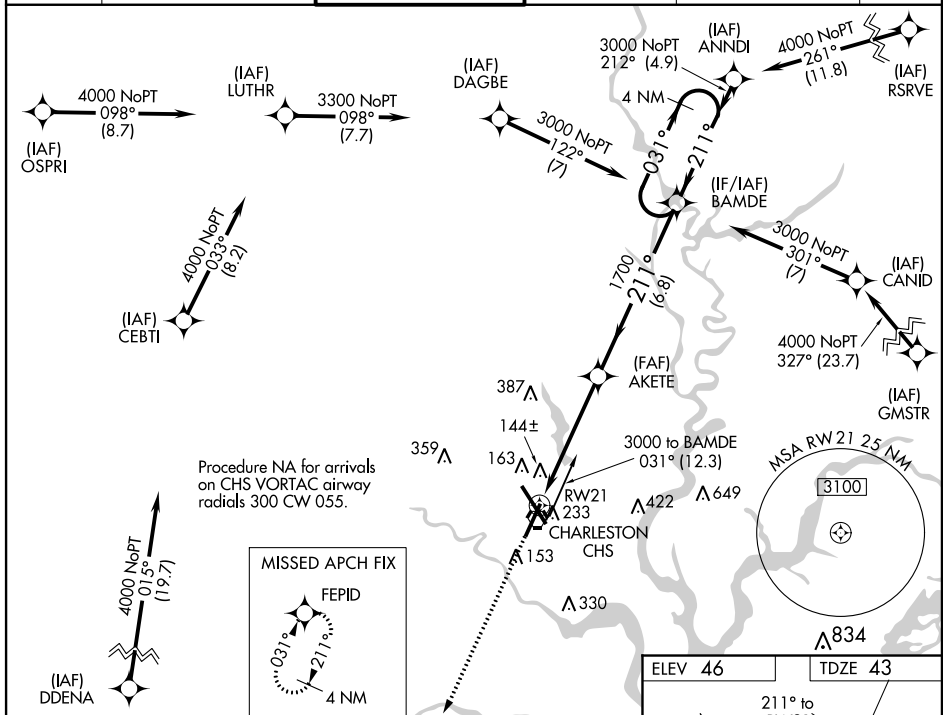 (IAF)
OSPRI
4000 NoPT
098°
(8.7)
(IAF)
LUTHR
3300 NoPT
098°
(7.7)
(IAF)
DAGBE
3000 NoPT
122°
(7)
3000 NoPT
212° (4.9)
(IAF)
ANNDI
4000 NoPT
261°
(11.8)
(IAF)
RSRVE
4 NM
031°
211°
(IF/IAF)
BAMDE
4000 NoPT
033°
(8.2)
(IAF)
CEBTI
1700
211°
(6.8)
3000 NoPT
301°
(7)
(IAF)
CANID
4000 NoPT
327° (23.7)
(IAF)
GMSTR
(FAF)
AKETE
387
144±
359
163
3000 to BAMDE
031° (12.3)
RW21
233
422
649
CHARLESTON
CHS
153
330
834
MSA RW 21 25 NM
3100
Procedure NA for arrivals
on CHS VORTAC airway
radials 300 CW 055.
4000 NoPT
015°
(19.7)
(IAF)
DDENA
MISSED APCH FIX
FEPID
031°
211°
4 NM
ELEV 46
TDZE 43
211° to